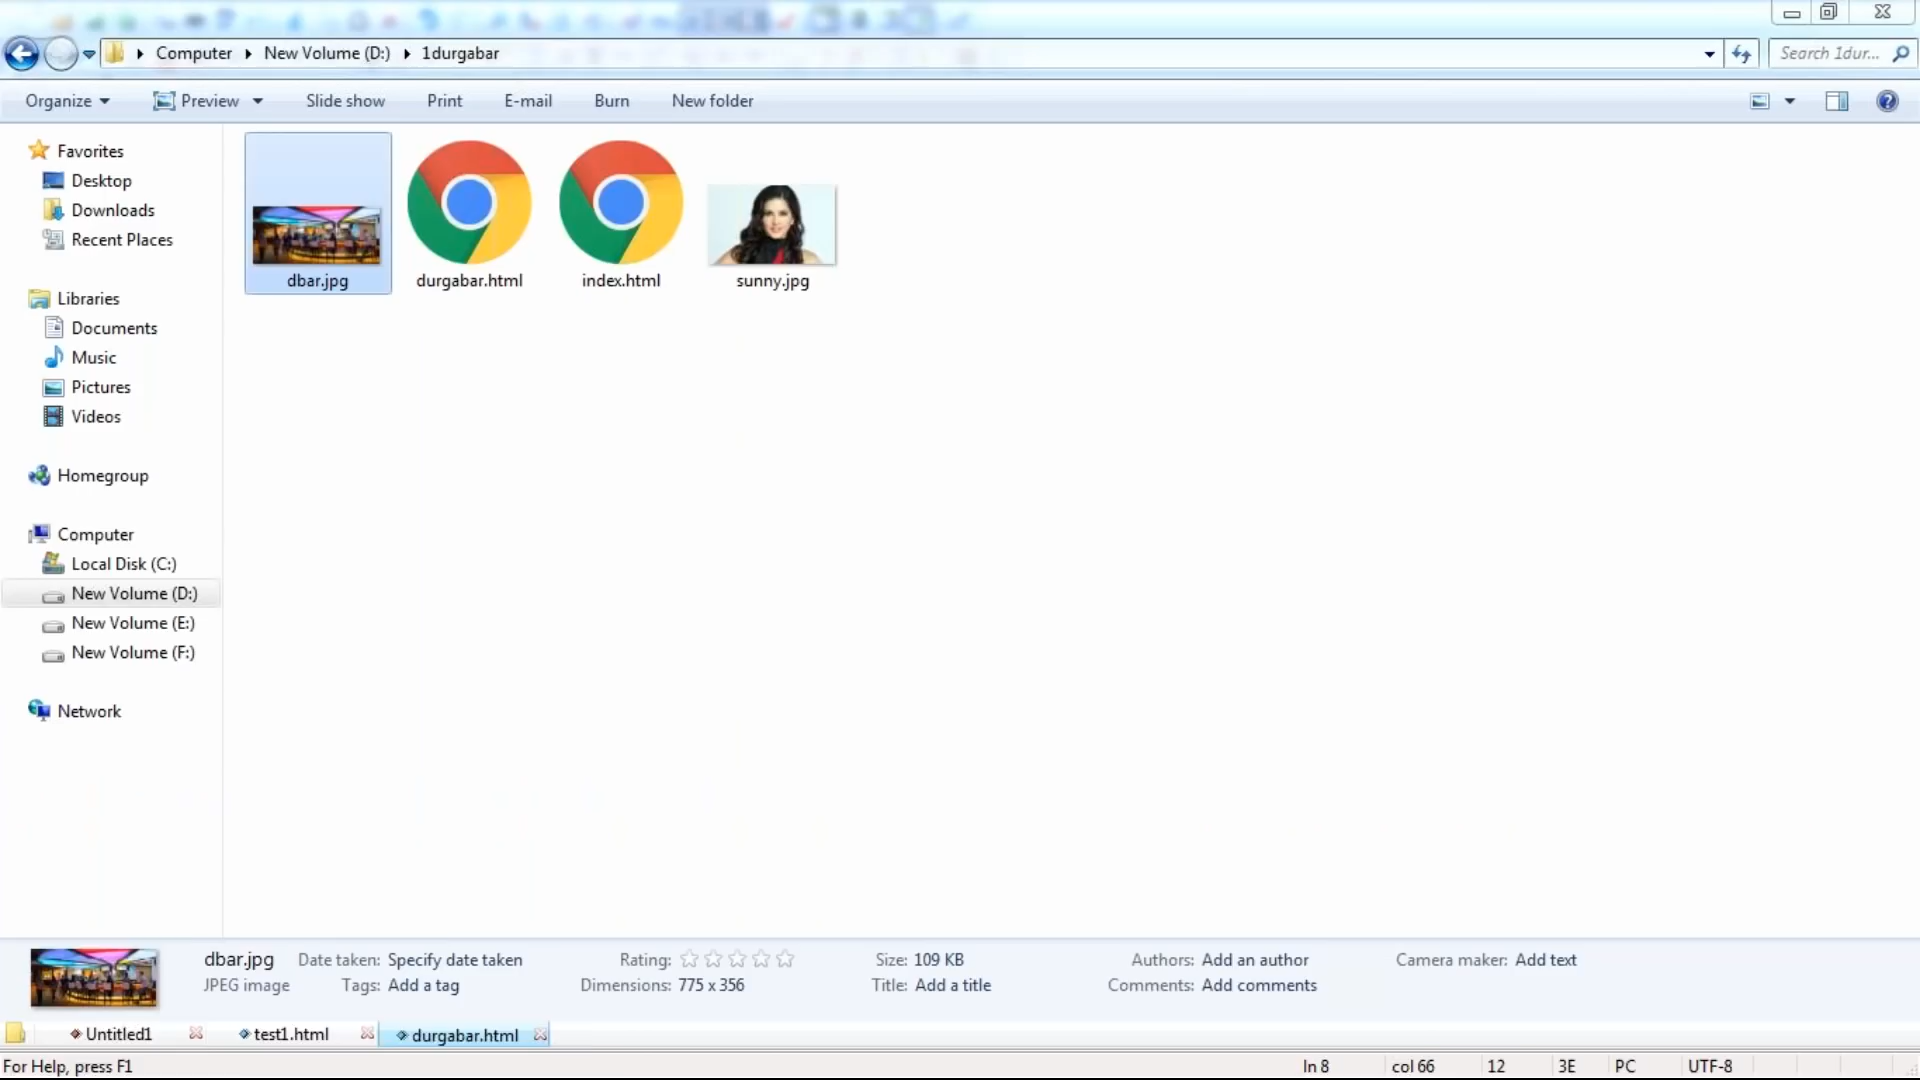 Computer New Volume (D:) 1durgabar Search 1dur...
Organize Preview Slide show Print E-mail Burn New folder
Favorites
Desktop
Downloads
Recent Places
Libraries
Documents
Music
Pictures
Videos
Homegroup
Computer
Local Disk (C:)
New Volume (D:)
New Volume (E:)
New Volume (F:)
Network
dbar.jpg durgabar.html index.html sunny.jpg
dbar.jpg Date taken: Specify date taken Rating: Size: 109 KB Authors: Add an author Camera maker: Add text
JPEG image Tags: Add a tag Dimensions: 775 x 356 Title: Add a title Comments: Add comments
Untitled1 test1.html durgabar.html
For Help, press F1 ln 8 col 66 12 3E PC UTF-8